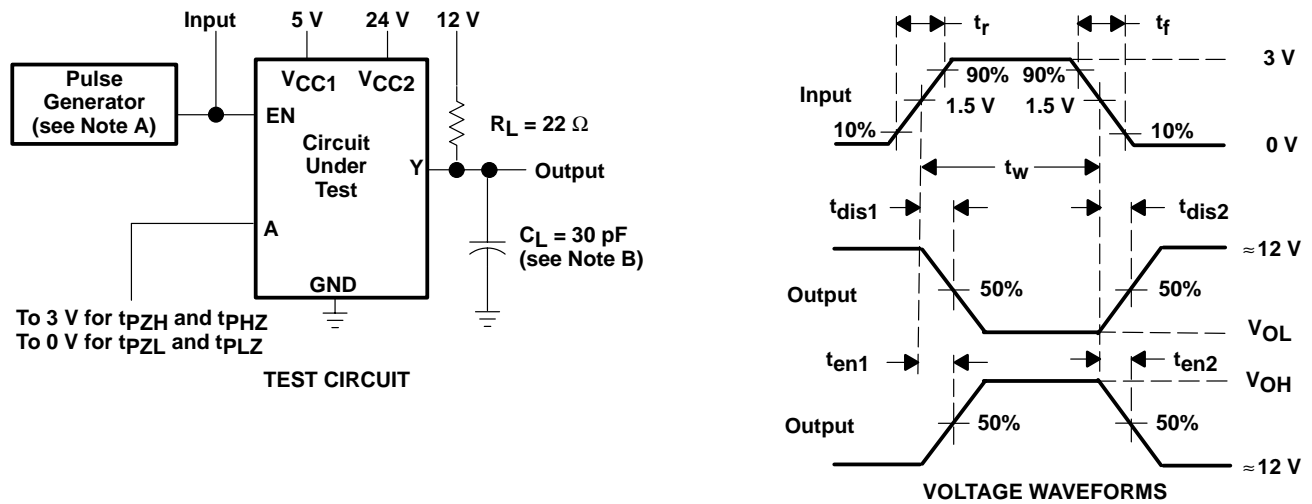 Input
5 V
24 V
12 V
Pulse
Generator
(see Note A)
VCC1
VCC2
EN
Circuit
Under
Test
Y
A
GND
RL = 22 Ω
Output
CL = 30 pF
(see Note B)
To 3 V for tPZH and tPHZ
To 0 V for tPZL and tPLZ
TEST CIRCUIT
tr
tf
3 V
90%
90%
Input
1.5 V
1.5 V
10%
10%
0 V
tw
tdis1
tdis2
≈ 12 V
Output
50%
50%
VOL
ten1
ten2
VOH
Output
50%
50%
≈ 12 V
VOLTAGE WAVEFORMS